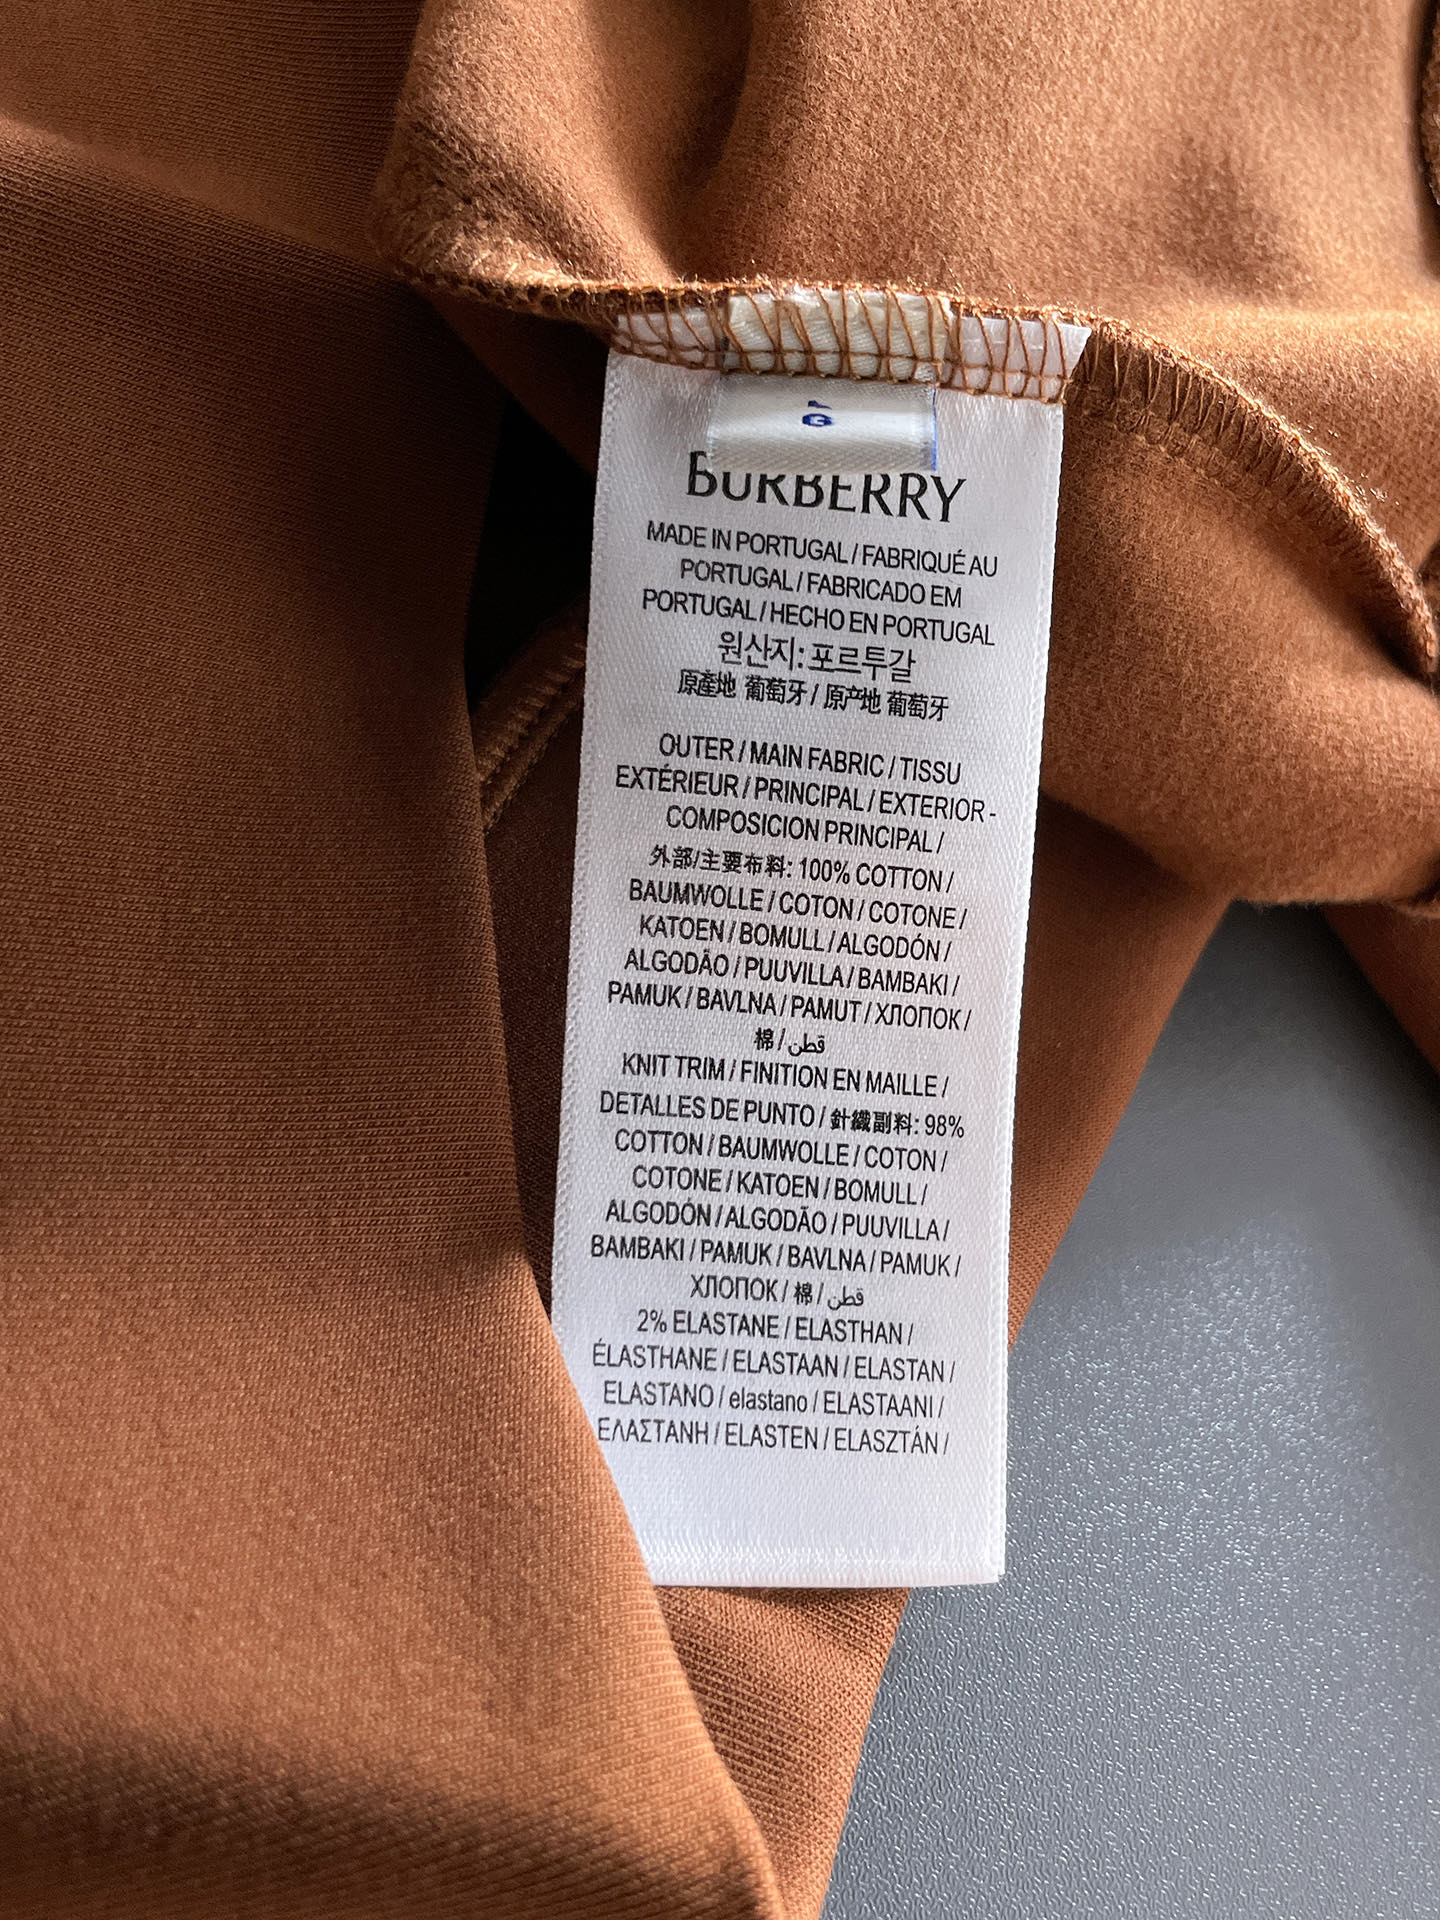 BURBERRY
MADE IN PORTUGAL / FABRIQUÉ AU
PORTUGAL / FABRICADO EM
PORTUGAL / HECHO EN PORTUGAL
원산지: 포르투갈
原產地 葡萄牙 / 原产地 葡萄牙
OUTER / MAIN FABRIC / TISSU
EXTÉRIEUR / PRINCIPAL / EXTERIOR -
COMPOSICION PRINCIPAL /
外部/主要布料: 100% COTTON /
BAUMWOLLE / COTON / COTONE /
KATOEN / BOMULL / ALGODÓN /
ALGODÃO / PUUVILLA / BAMBAKI /
PAMUK / BAVLNA / PAMUT / ХЛОПОК /
棉 / قطن
KNIT TRIM / FINITION EN MAILLE /
DETALLES DE PUNTO / 針織副料: 98%
COTTON / BAUMWOLLE / COTON /
COTONE / KATOEN / BOMULL /
ALGODÓN / ALGODÃO / PUUVILLA /
BAMBAKI / PAMUK / BAVLNA / PAMUK /
ХЛОПОК / 棉 / قطن
2% ELASTANE / ELASTHAN /
ÉLASTHANE / ELASTAAN / ELASTAN /
ELASTANO / elastano / ELASTAANI /
ΕΛΑΣΤΑΝΗ / ELASTEN / ELASZTÁN /